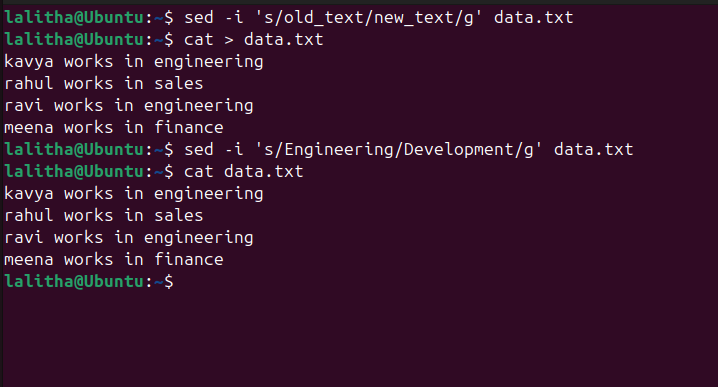 lalitha@Ubuntu:~$ sed -i 's/old_text/new_text/g' data.txt
lalitha@Ubuntu:~$ cat > data.txt
kavya works in engineering
rahul works in sales
ravi works in engineering
meena works in finance
lalitha@Ubuntu:~$ sed -i 's/Engineering/Development/g' data.txt
lalitha@Ubuntu:~$ cat data.txt
kavya works in engineering
rahul works in sales
ravi works in engineering
meena works in finance
lalitha@Ubuntu:~$